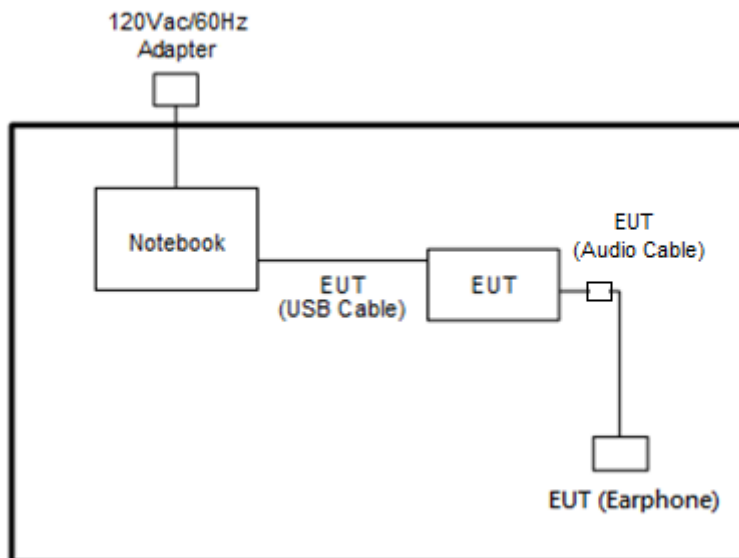 120Vac/60Hz
Adapter
Notebook
EUT
(USB Cable)
EUT
EUT
(Audio Cable)
EUT (Earphone)